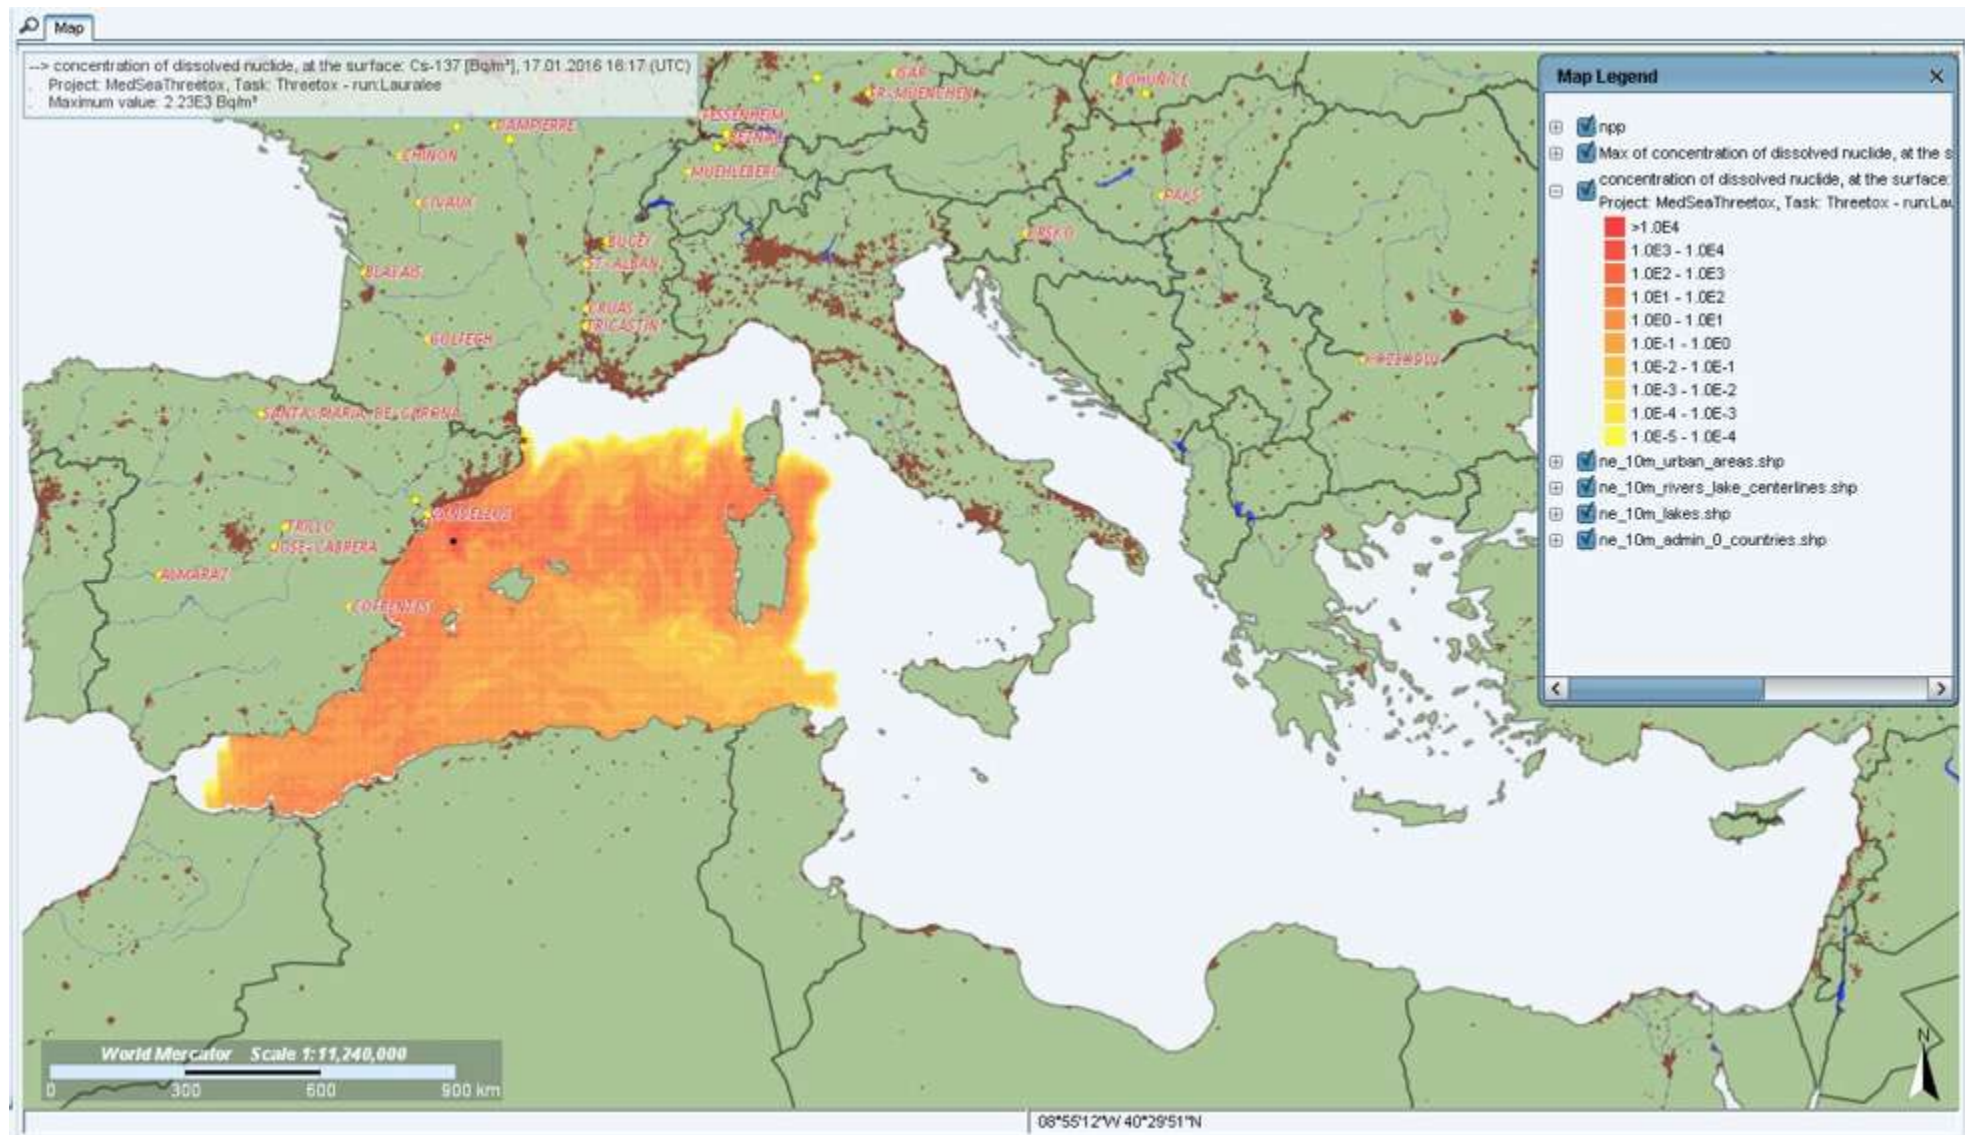 Map
--> concentration of dissolved nuclide, at the surface: Cs-137 [Bq/m³], 17.01.2016 16:17 (UTC)
Project: MedSeaThreetox, Task: Threetox - run:Lauralee
Maximum value: 2.23E3 Bq/m³
Map Legend
npp
Max of concentration of dissolved nuclide, at the s
concentration of dissolved nuclide, at the surface:
Project: MedSeaThreetox, Task: Threetox - run:Lau
>1.0E4
1.0E3 - 1.0E4
1.0E2 - 1.0E3
1.0E1 - 1.0E2
1.0E0 - 1.0E1
1.0E-1 - 1.0E0
1.0E-2 - 1.0E-1
1.0E-3 - 1.0E-2
1.0E-4 - 1.0E-3
1.0E-5 - 1.0E-4
ne_10m_urban_areas.shp
ne_10m_rivers_lake_centerlines.shp
ne_10m_lakes.shp
ne_10m_admin_0_countries.shp
BOHUNICE
DAMPIERRE
FESSENHEIM
BEZNAU
CHINON
MUEHLEBERG
CIVAUX
PAKS
KRSKO
BUGEY
ST-ALBAN
BLAYAIS
CRUAS
TRICASTIN
GOLFECH
KOZLODUJ
SANTA MARIA DE GARONA
VANDELLOS
TRILLO
JOSE-CABRERA
ALMARAZ
COFRENTES
World Mercator Scale 1:11,240,000
0 300 600 900 km
N
08°55'12"W 40°29'51"N